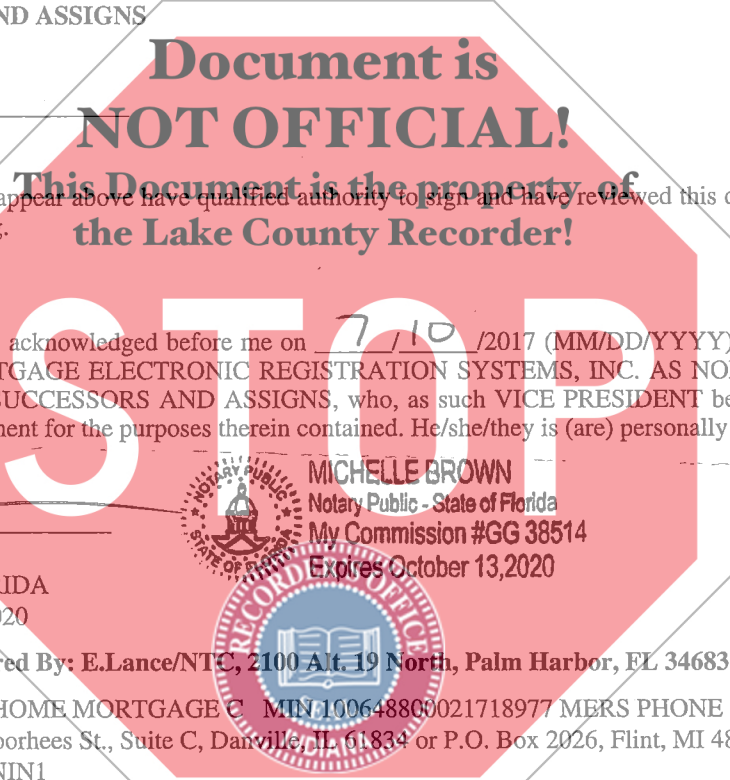 ND ASSIGNS
Document is
NOT OFFICIAL!
This Document is the property of
appear above have qualified authority to sign and have reviewed this
the Lake County Recorder!
STOP
acknowledged before me on 7/10/2017 (MM/DD/YYYY)
TGAGE ELECTRONIC REGISTRATION SYSTEMS, INC. AS NO
SUCCESSORS AND ASSIGNS, who, as such VICE PRESIDENT be
ment for the purposes therein contained. He/she/they is (are) personally
NOTARY PUBLIC
STATE OF FLORIDA
MICHELLE BROWN
Notary Public - State of Florida
My Commission #GG 38514
Expires October 13,2020
RIDA
020
RECORDER OFFICE
SEAL
red By: E.Lance/NTC, 2100 Alt. 19 North, Palm Harbor, FL 34683
HOME MORTGAGE C MIN 100648800021718977 MERS PHONE
oorhees St., Suite C, Danville, IL 61834 or P.O. Box 2026, Flint, MI 48
NIN1